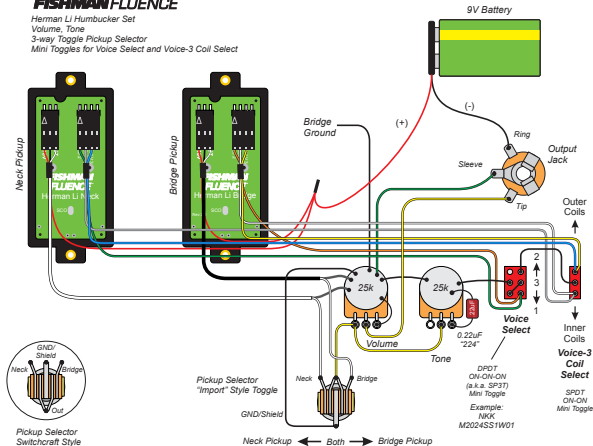 FISHMAN FLUENCE
Herman Li Humbucker Set
Volume, Tone
3-way Toggle Pickup Selector
Mini Toggles for Voice Select and Voice-3 Coil Select
9V Battery
(+)
(-)
Neck Pickup
Bridge Pickup
FISHMAN
FLUENCE
Herman Li Neck
SCO
FISHMAN
FLUENCE
Herman Li Bridge
SCO
Bridge
Ground
Ring
Output
Jack
Sleeve
Tip
Outer
Coils
25k
25k
Volume
Tone
.22uF
0.22uF
"224"
2
3
1
Voice
Select
DPDT
ON-ON-ON
(a.k.a. SP3T)
Mini Toggle
Example:
NKK
M2024SS1W01
Inner
Coils
Voice-3
Coil
Select
SPDT
ON-ON
Mini Toggle
GND/
Shield
Neck
Bridge
Out
Pickup Selector
Switchcraft Style
Pickup Selector
"Import" Style Toggle
Neck
Bridge
GND/Shield
Neck Pickup
Both
Bridge Pickup